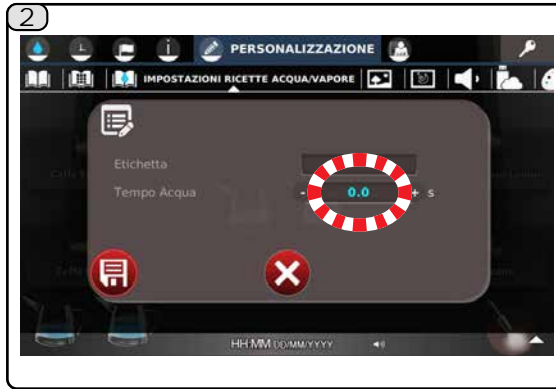 2
PERSONALIZZAZIONE
IMPOSTAZIONI RICETTE ACQUA/VAPORE
Etichetta
Tempo Acqua - 0.0 + s
HH:MM DD/MM/YYYY